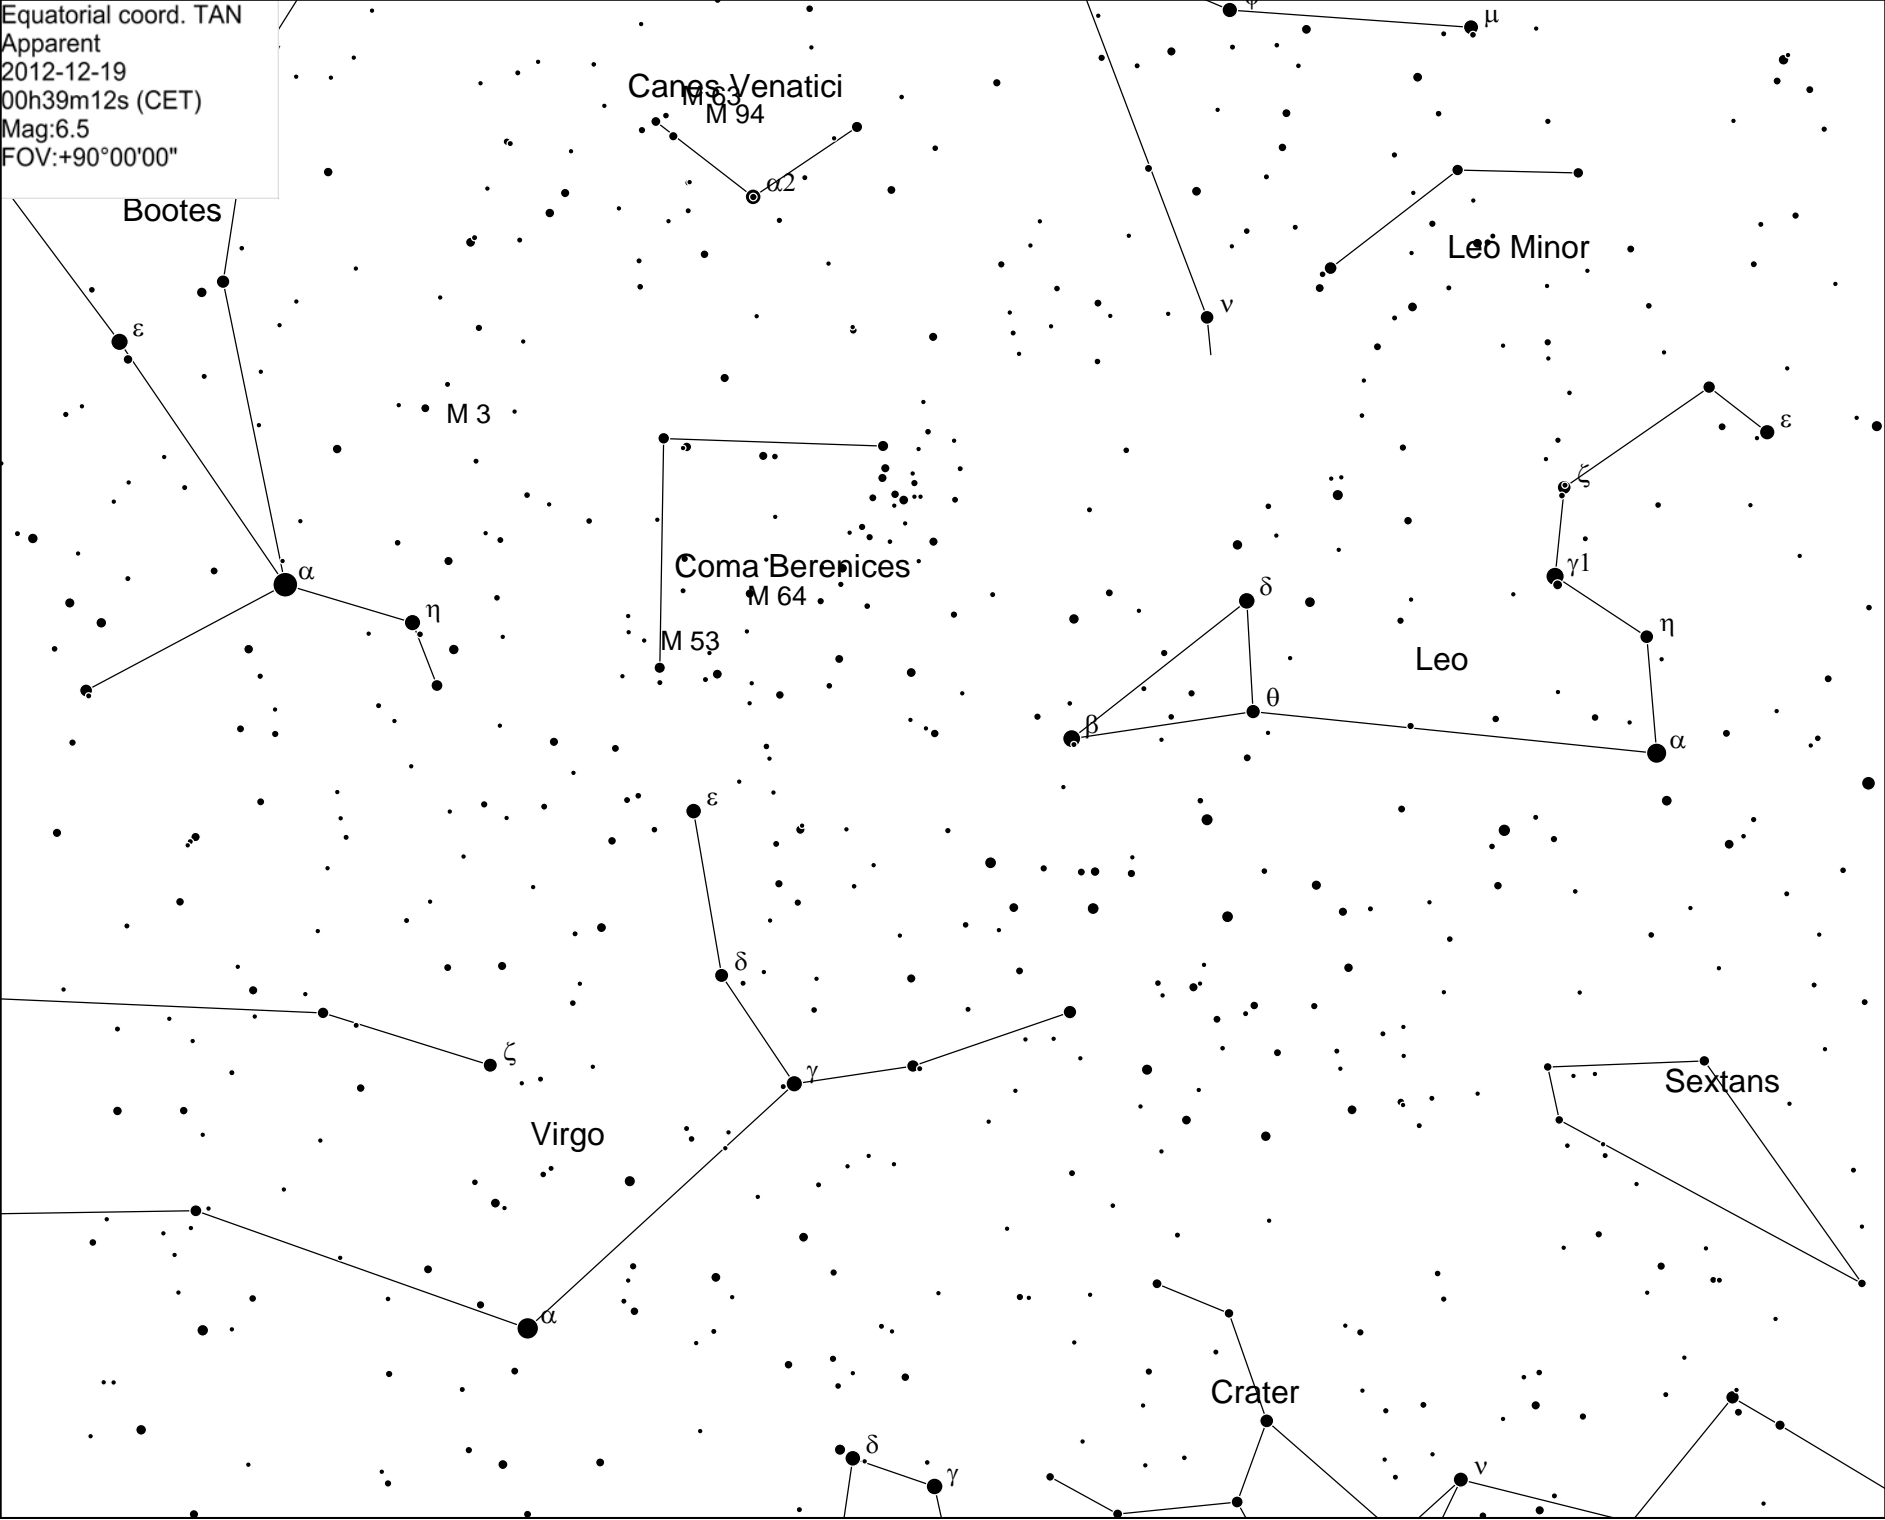 Equatorial coord. TAN
Apparent
2012-12-19
00h39m12s (CET)
Mag:6.5
FOV:+90°00'00"
ψ
μ
Canes Venatici
M 63
M 94
α2
Bootes
Leo Minor
ν
ε
M 3
ε
ζ
Coma Berenices
γ1
α
M 64
δ
η
η
M 53
Leo
θ
β
α
ε
δ
ζ
γ
Sextans
Virgo
α
Crater
δ
γ
ν